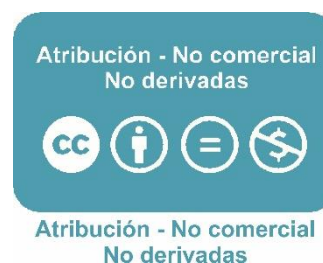 Atribución - No comercial
No derivadas
cc
Atribución - No comercial
No derivadas